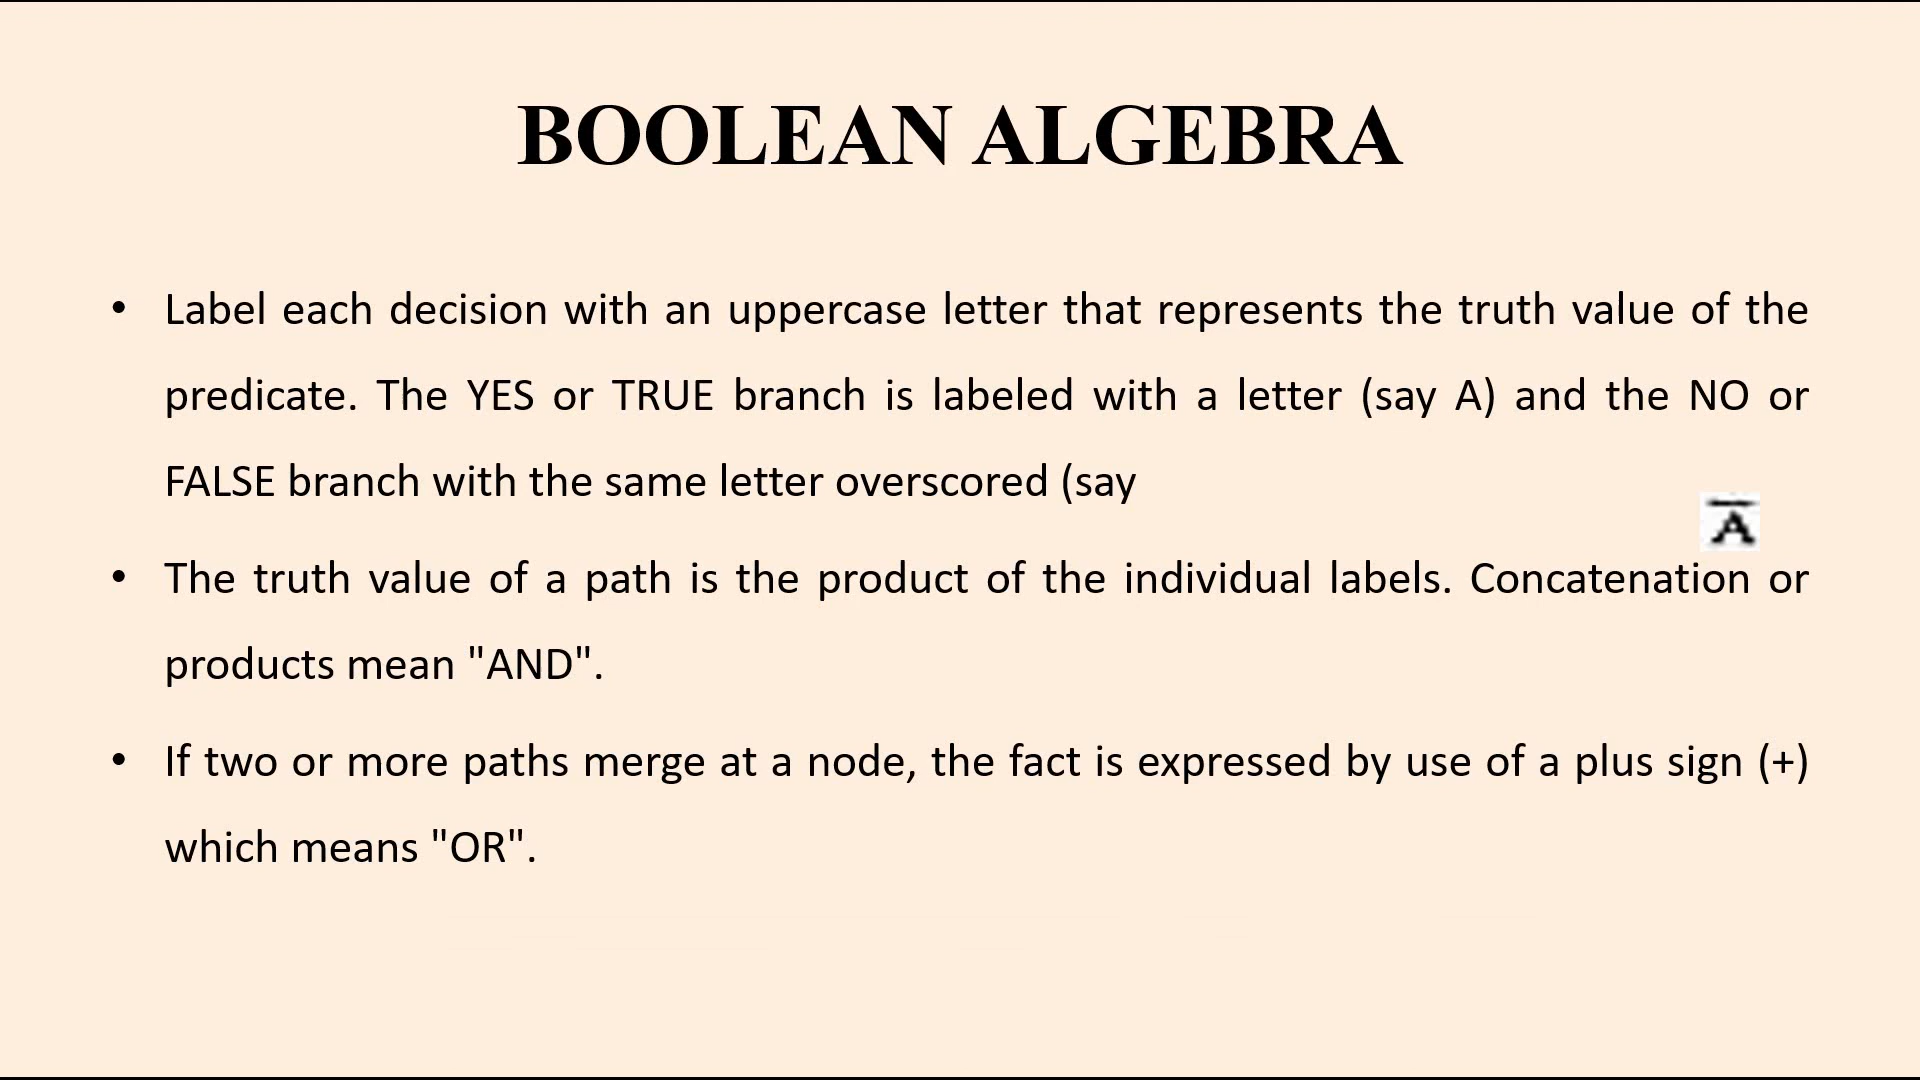 BOOLEAN ALGEBRA
• Label each decision with an uppercase letter that represents the truth value of the
predicate. The YES or TRUE branch is labeled with a letter (say A) and the NO or
FALSE branch with the same letter overscored (say
A̅
• The truth value of a path is the product of the individual labels. Concatenation or
products mean "AND".
• If two or more paths merge at a node, the fact is expressed by use of a plus sign (+)
which means "OR".